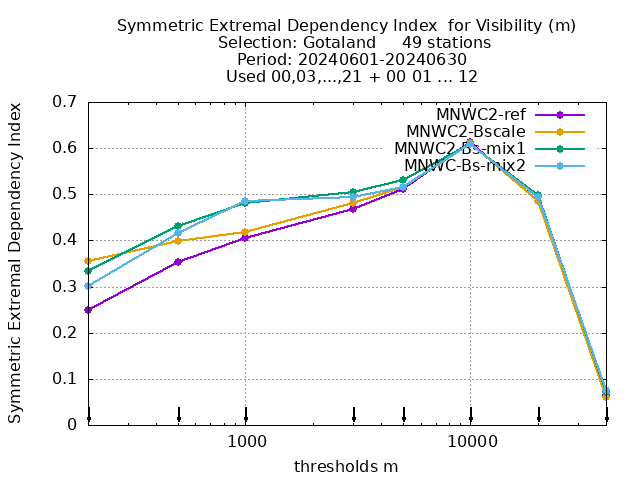 Symmetric Extremal Dependency Index  for Visibility (m)
Selection: Gotaland     49 stations
Period: 20240601-20240630
Used 00,03,...,21 + 00 01 ... 12
Symmetric Extremal Dependency Index
0.7
0.6
0.5
0.4
0.3
0.2
0.1
0
MNWC2-ref
MNWC2-Bscale
MNWC2-Bs-mix1
MNWC-Bs-mix2
1000
10000
thresholds m